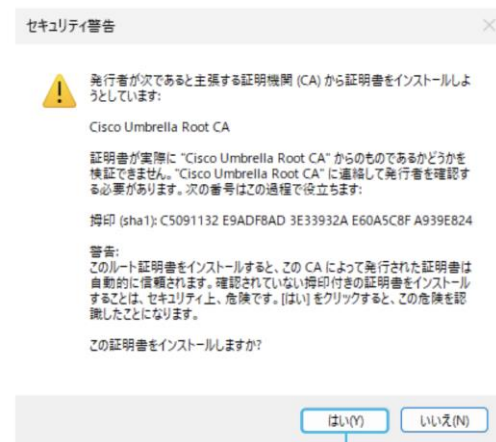 セキュリティ警告
発行者が次であると主張する証明機関 (CA) から証明書をインストールしよ
うとしています:
Cisco Umbrella Root CA
証明書が実際に "Cisco Umbrella Root CA" からのものであるかどうかを
検証できません。"Cisco Umbrella Root CA" に連絡して発行者を確認す
る必要があります。次の番号はこの過程で役立ちます:
拇印 (sha1): C5091132 E9ADF8AD 3E33932A E60A5C8F A939E824
警告:
このルート証明書をインストールすると、この CA によって発行された証明書は
自動的に信頼されます。確認されていない拇印付きの証明書をインストール
することは、セキュリティ上、危険です。[はい] をクリックすると、この危険を認
識したことになります。
この証明書をインストールしますか?
はい(Y)
いいえ(N)